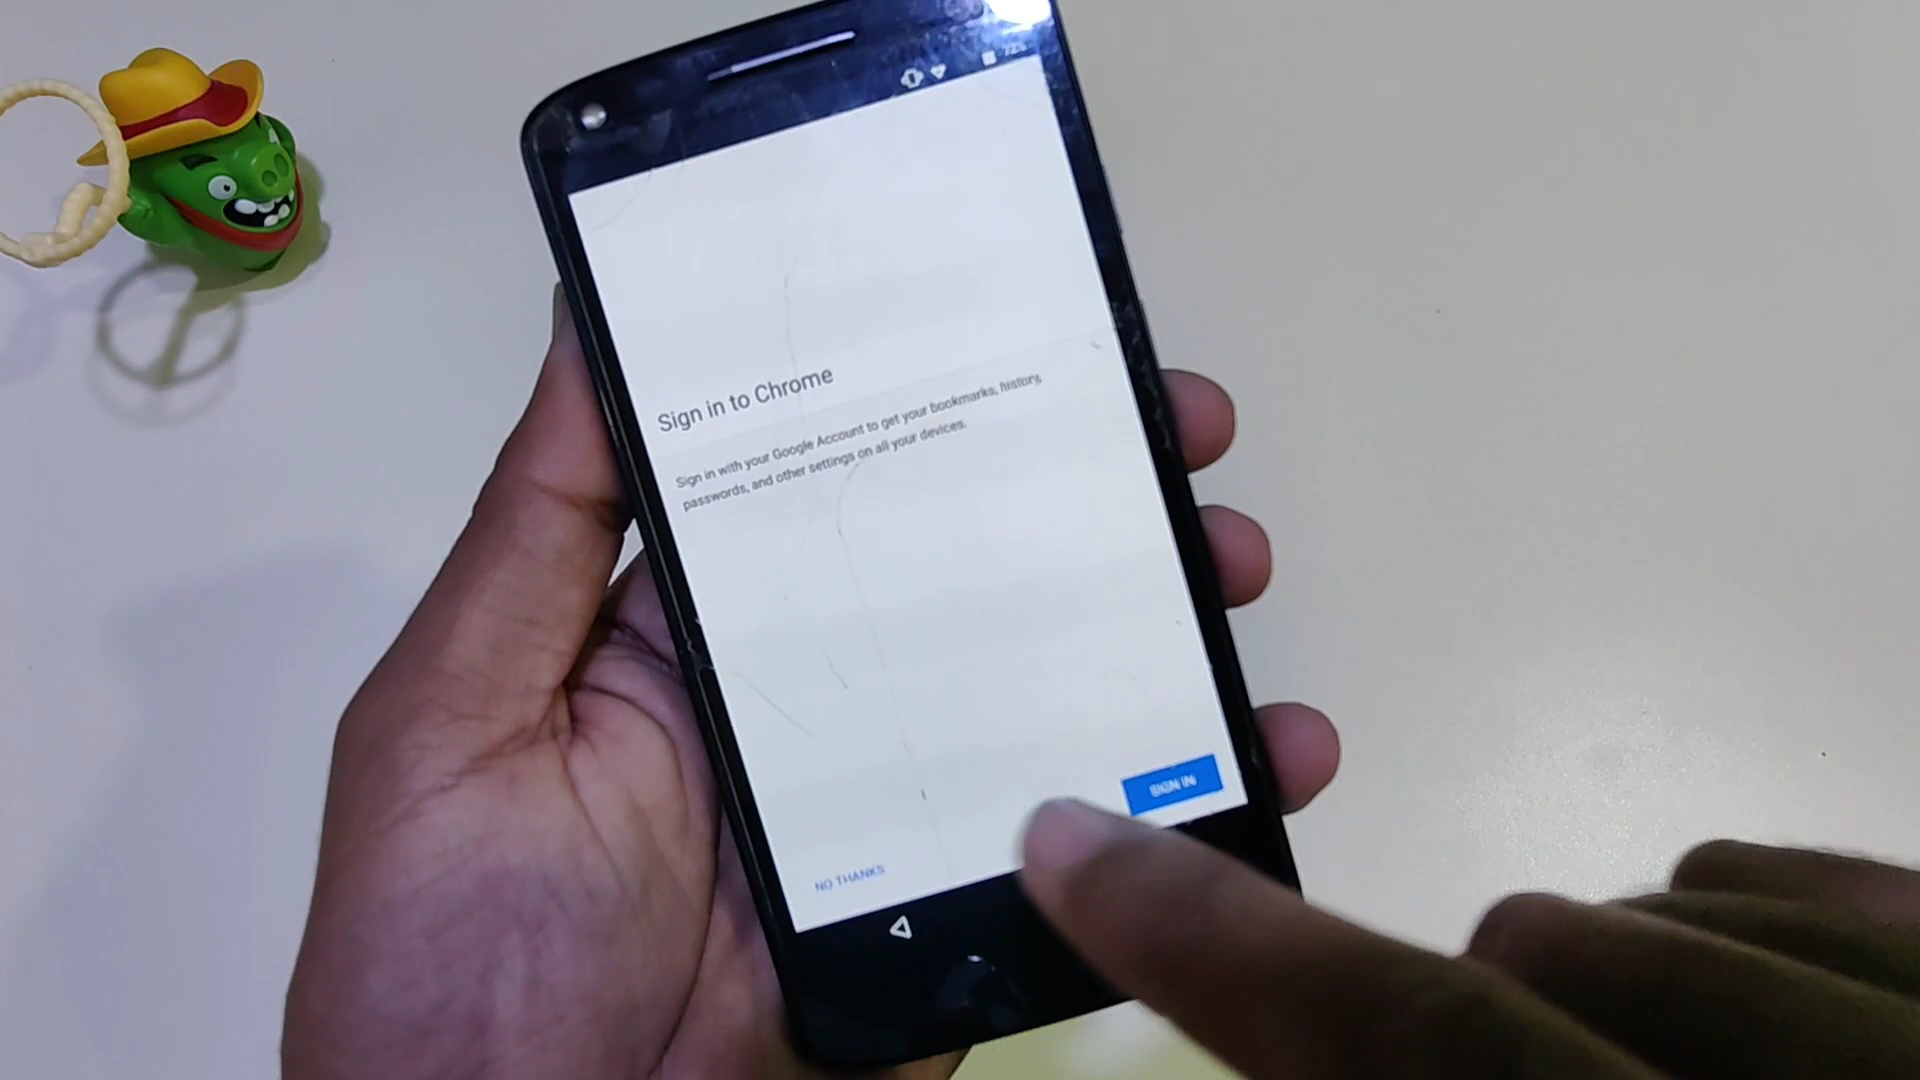 Sign in to Chrome
Sign in with your Google Account to get your bookmarks, history,
passwords, and other settings on all your devices.
SIGN IN
NO THANKS